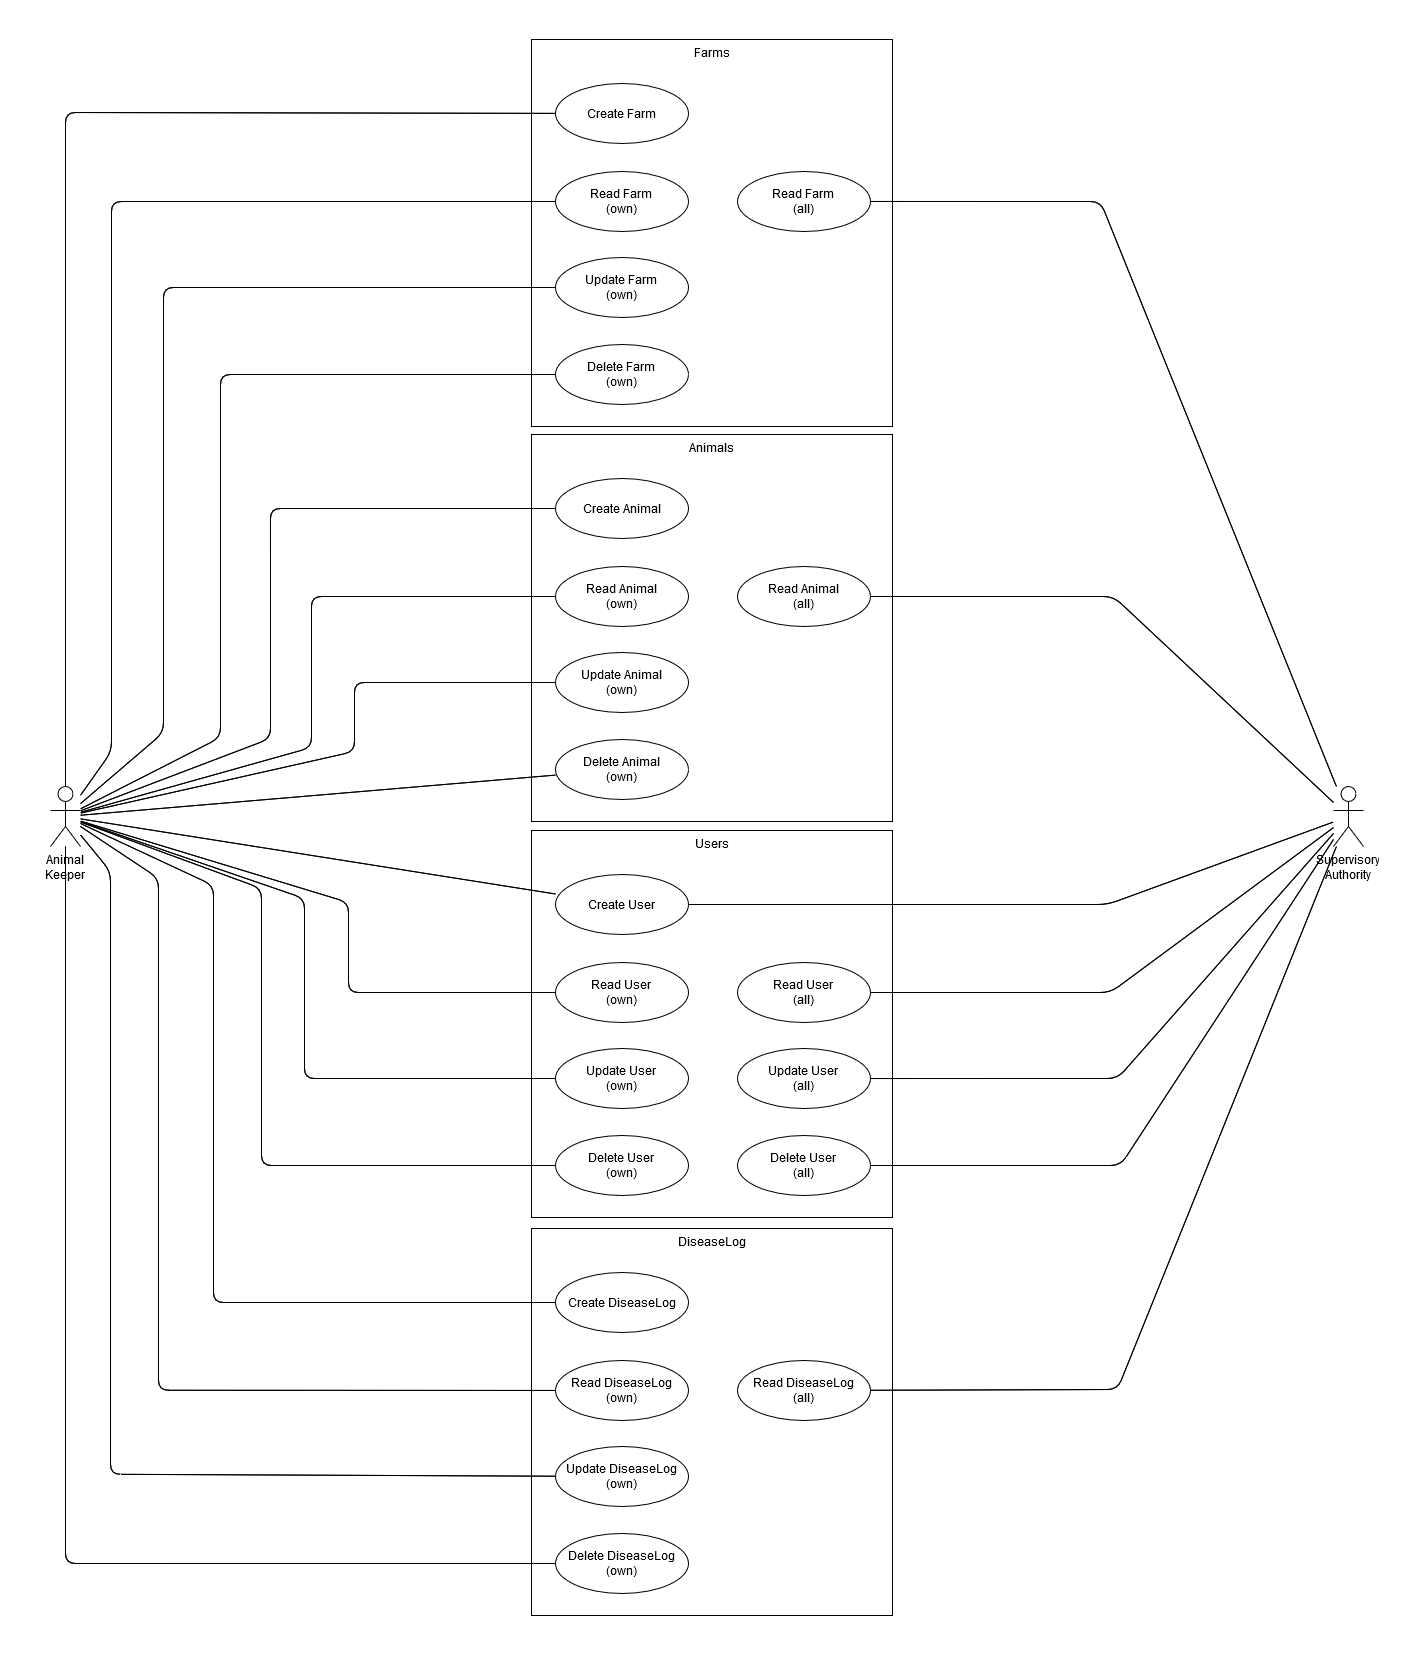 Farms
Create Farm
Read Farm
(own)
Read Farm
(all)
Update Farm
(own)
Delete Farm
(own)
Animals
Create Animal
Read Animal
(own)
Read Animal
(all)
Update Animal
(own)
Delete Animal
(own)
Animal
Keeper
Supervisory
Authority
Users
Create User
Read User
(own)
Read User
(all)
Update User
(own)
Update User
(all)
Delete User
(own)
Delete User
(all)
DiseaseLog
Create DiseaseLog
Read DiseaseLog
(own)
Read DiseaseLog
(all)
Update DiseaseLog
(own)
Delete DiseaseLog
(own)